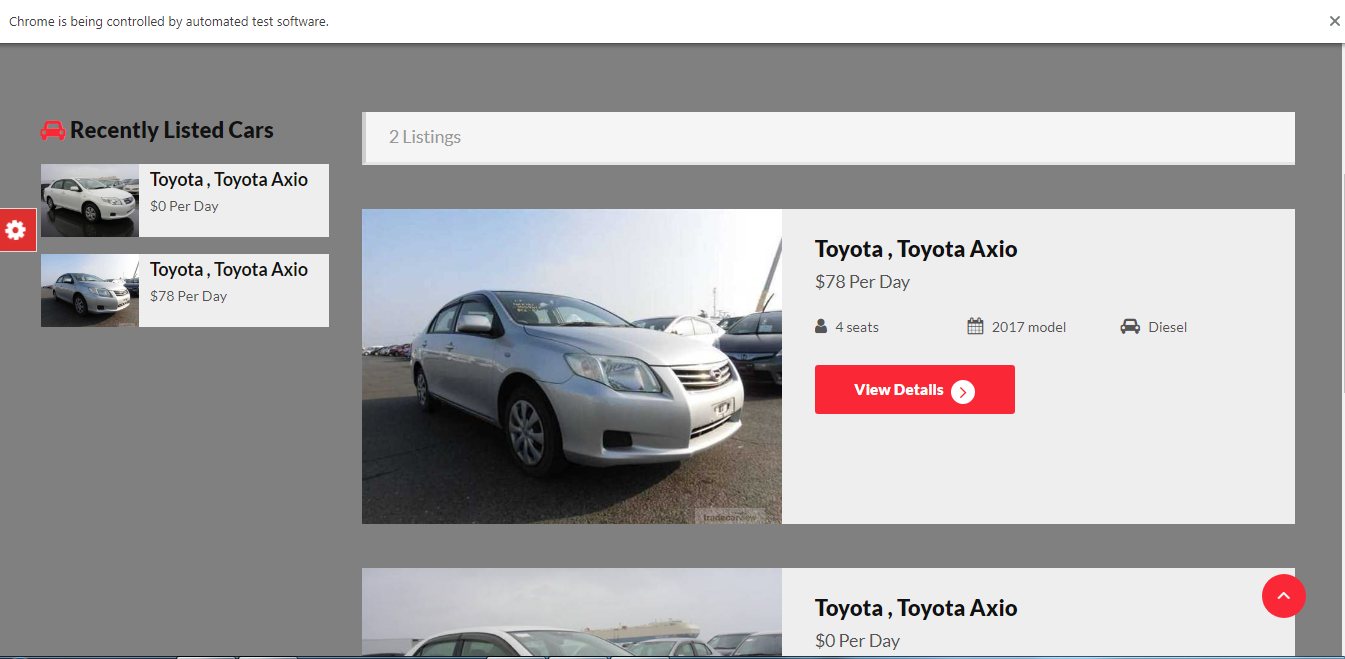 Chrome is being controlled by automated test software.
Recently Listed Cars
Toyota , Toyota Axio
$0 Per Day
Toyota , Toyota Axio
$78 Per Day
2 Listings
Toyota , Toyota Axio
$78 Per Day
4 seats
2017 model
Diesel
View Details
tradecarview
Toyota , Toyota Axio
$0 Per Day